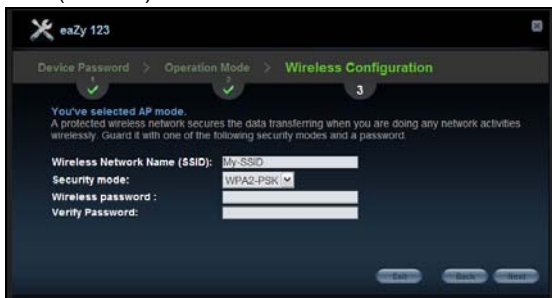 eaZy 123
Device Password > Operation Mode > Wireless Configuration
1 2 3
You've selected AP mode.
A protected wireless network secures the data transferring when you are doing any network activities
wirelessly. Guard it with one of the following security modes and a password.
Wireless Network Name (SSID): My-SSID
Security mode: WPA2-PSK
Wireless password :
Verify Password:
Exit Back Next